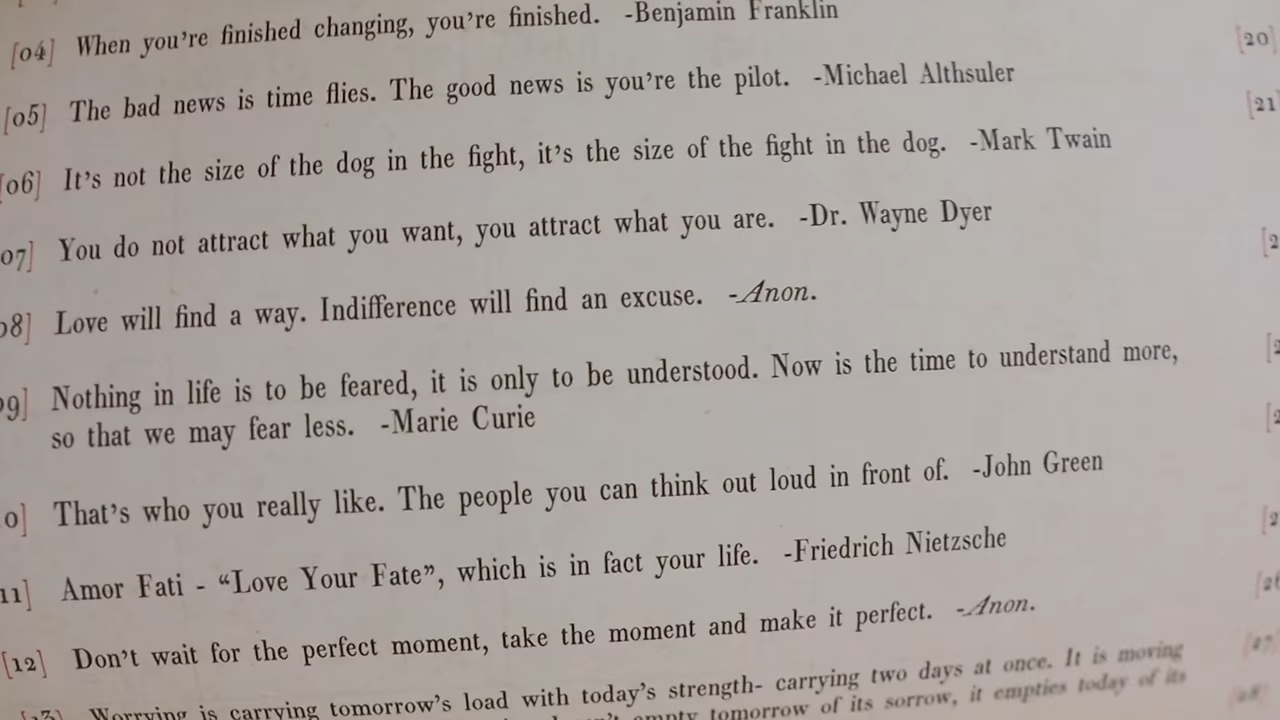 [04] When you're finished changing, you're finished. -Benjamin Franklin
[05] The bad news is time flies. The good news is you're the pilot. -Michael Althsuler
06] It's not the size of the dog in the fight, it's the size of the fight in the dog. -Mark Twain
07] You do not attract what you want, you attract what you are. -Dr. Wayne Dyer
8] Love will find a way. Indifference will find an excuse. -Anon.
9] Nothing in life is to be feared, it is only to be understood. Now is the time to understand more,
so that we may fear less. -Marie Curie
0] That's who you really like. The people you can think out loud in front of. -John Green
11] Amor Fati - “Love Your Fate”, which is in fact your life. -Friedrich Nietzsche
[12] Don't wait for the perfect moment, take the moment and make it perfect. -Anon.
Worrying is carrying tomorrow's load with today's strength- carrying two days at once. It is moving
empty tomorrow of its sorrow, it empties today of its
[20]
[21